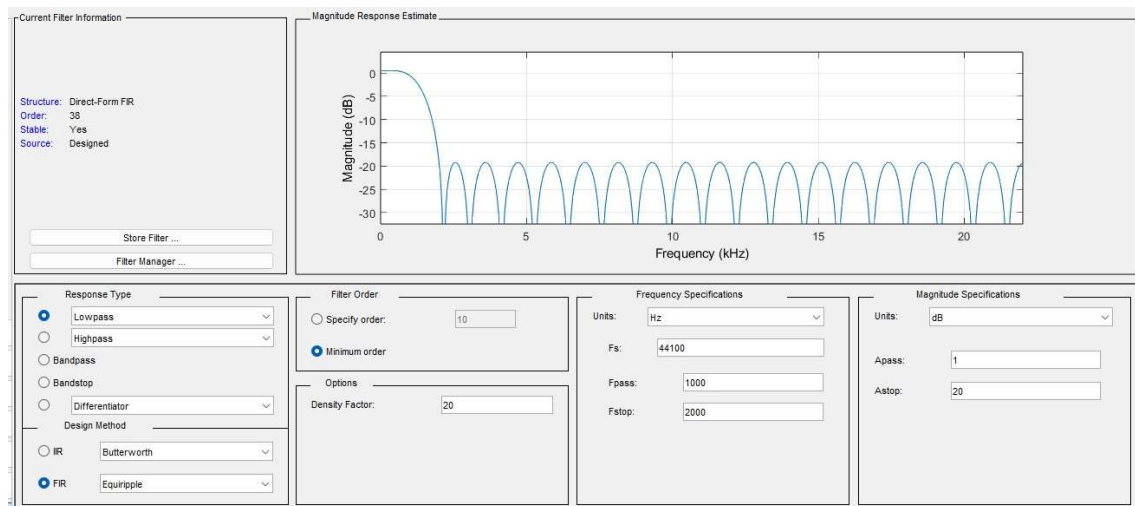 Current Filter Information
Structure: Direct-Form FIR
Order: 38
Stable: Yes
Source: Designed
Store Filter ...
Filter Manager ...
Magnitude Response Estimate
Magnitude (dB)
0
-5
-10
-15
-20
-25
-30
0 5 10 15 20
Frequency (kHz)
Response Type
Lowpass
Highpass
Bandpass
Bandstop
Differentiator
Design Method
IIR Butterworth
FIR Equiripple
Filter Order
Specify order: 10
Minimum order
Options
Density Factor: 20
Frequency Specifications
Units: Hz
Fs: 44100
Fpass: 1000
Fstop: 2000
Magnitude Specifications
Units: dB
Apass: 1
Astop: 20